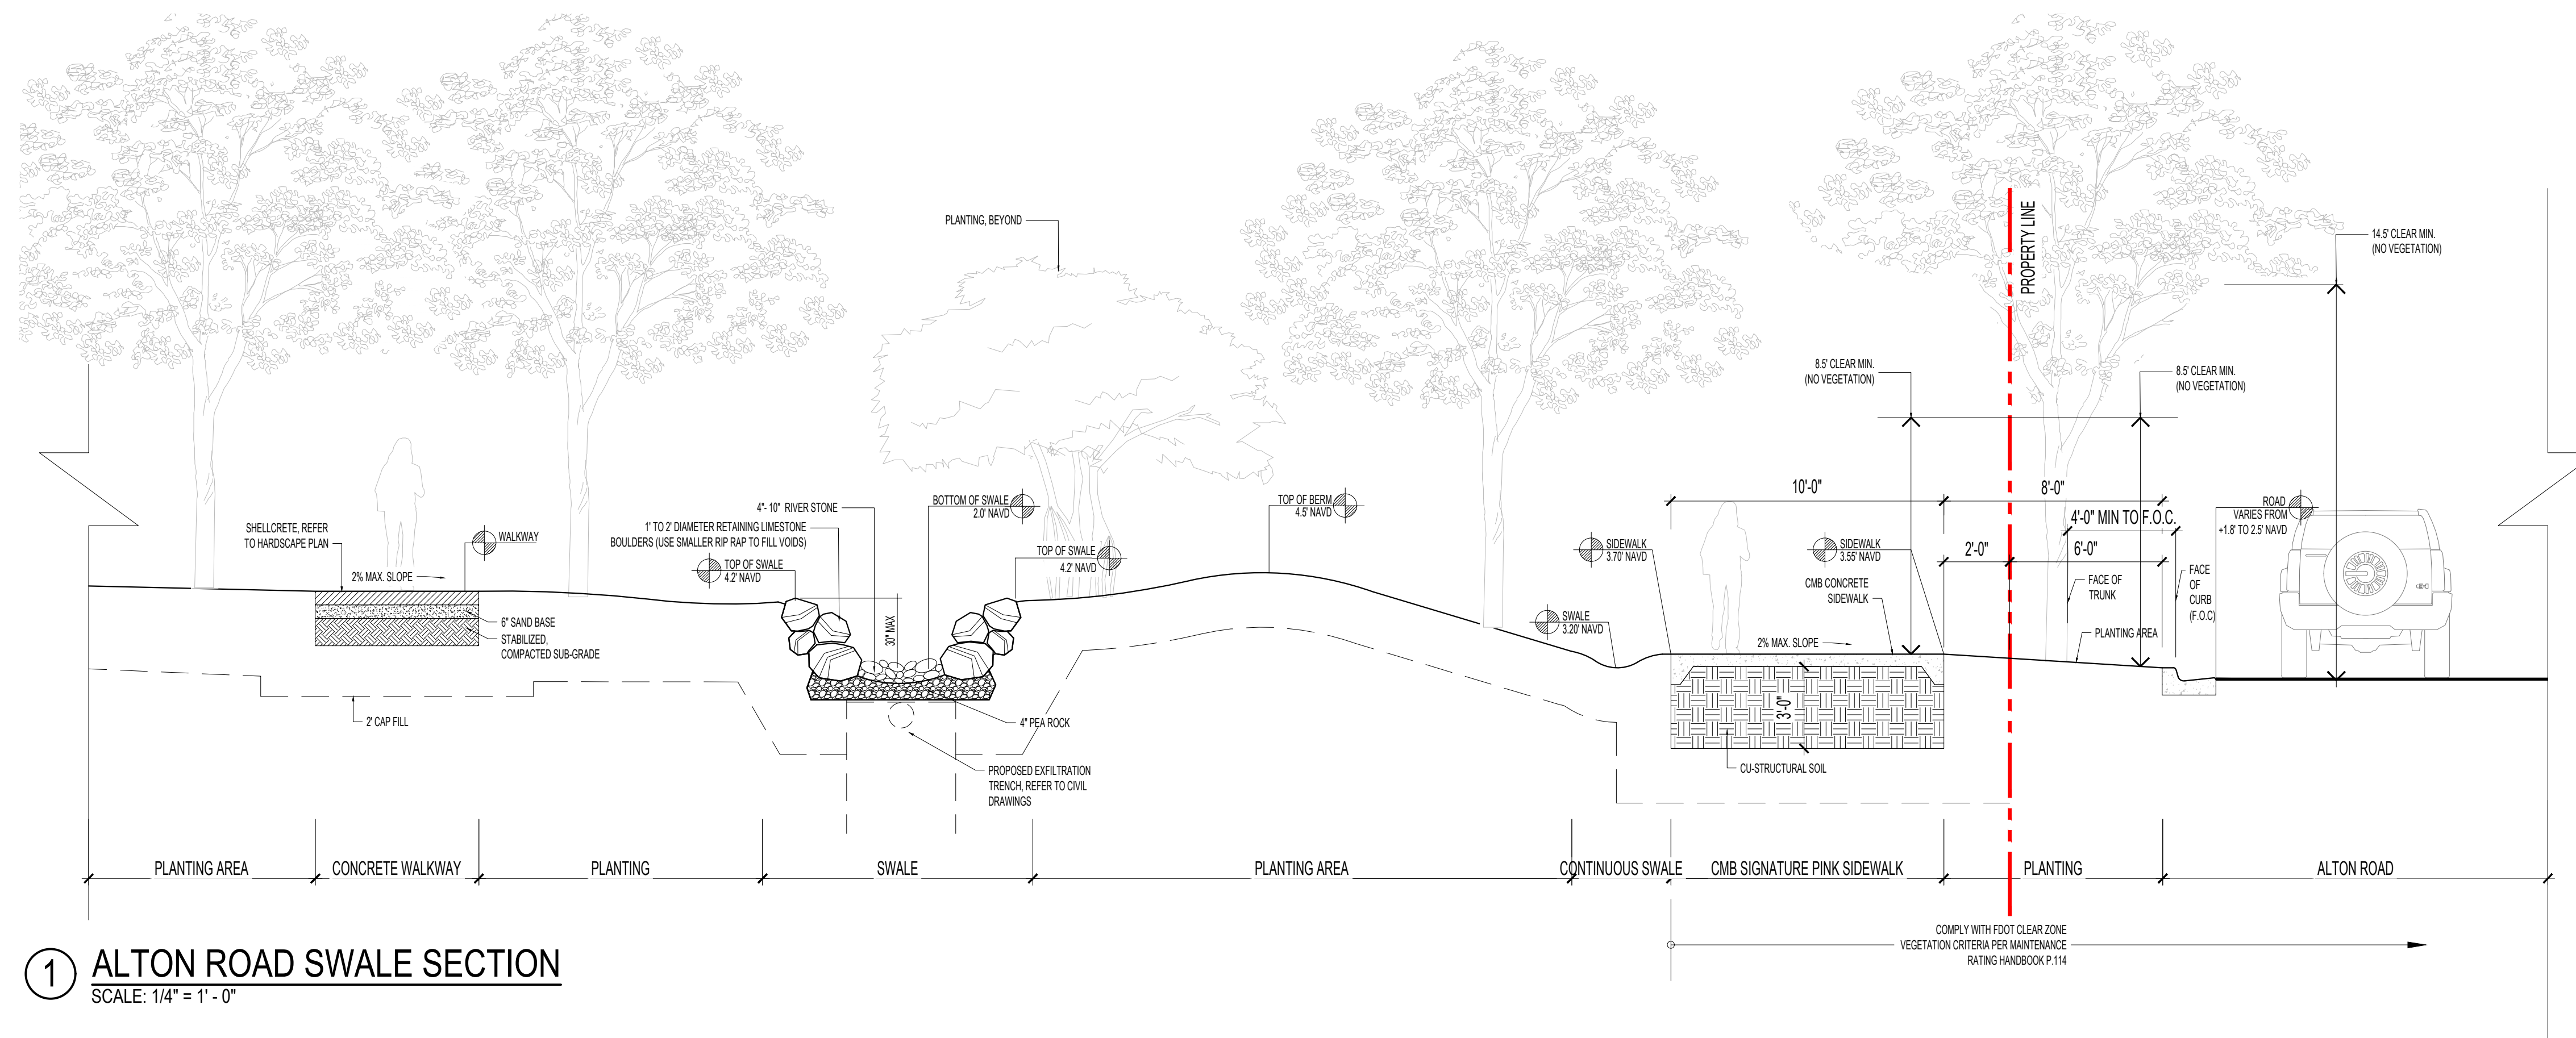 PLANTING, BEYOND
PROPERTY LINE
14.5' CLEAR MIN.
(NO VEGETATION)
8.5' CLEAR MIN.
(NO VEGETATION)
8.5' CLEAR MIN.
(NO VEGETATION)
SHELLCRETE, REFER
TO HARDSCAPE PLAN
WALKWAY
2% MAX. SLOPE
6" SAND BASE
STABILIZED,
COMPACTED SUB-GRADE
2' CAP FILL
4"- 10" RIVER STONE
1' TO 2' DIAMETER RETAINING LIMESTONE
BOULDERS (USE SMALLER RIP RAP TO FILL VOIDS)
TOP OF SWALE
4.2' NAVD
BOTTOM OF SWALE
2.0' NAVD
TOP OF SWALE
4.2' NAVD
30" MAX
4" PEA ROCK
PROPOSED EXFILTRATION
TRENCH, REFER TO CIVIL
DRAWINGS
TOP OF BERM
4.5' NAVD
SWALE
3.20' NAVD
SIDEWALK
3.70' NAVD
10'-0"
SIDEWALK
3.55' NAVD
CMB CONCRETE
SIDEWALK
2% MAX. SLOPE
3'-0"
CU-STRUCTURAL SOIL
8'-0"
4'-0" MIN TO F.O.C.
2'-0"
6'-0"
FACE OF
TRUNK
FACE
OF
CURB
(F.O.C)
PLANTING AREA
ROAD
VARIES FROM
+1.8' TO 2.5' NAVD
PLANTING AREA
CONCRETE WALKWAY
PLANTING
SWALE
PLANTING AREA
CONTINUOUS SWALE
CMB SIGNATURE PINK SIDEWALK
PLANTING
ALTON ROAD
COMPLY WITH FDOT CLEAR ZONE
VEGETATION CRITERIA PER MAINTENANCE
RATING HANDBOOK P.114
1 ALTON ROAD SWALE SECTION
SCALE: 1/4" = 1' - 0"